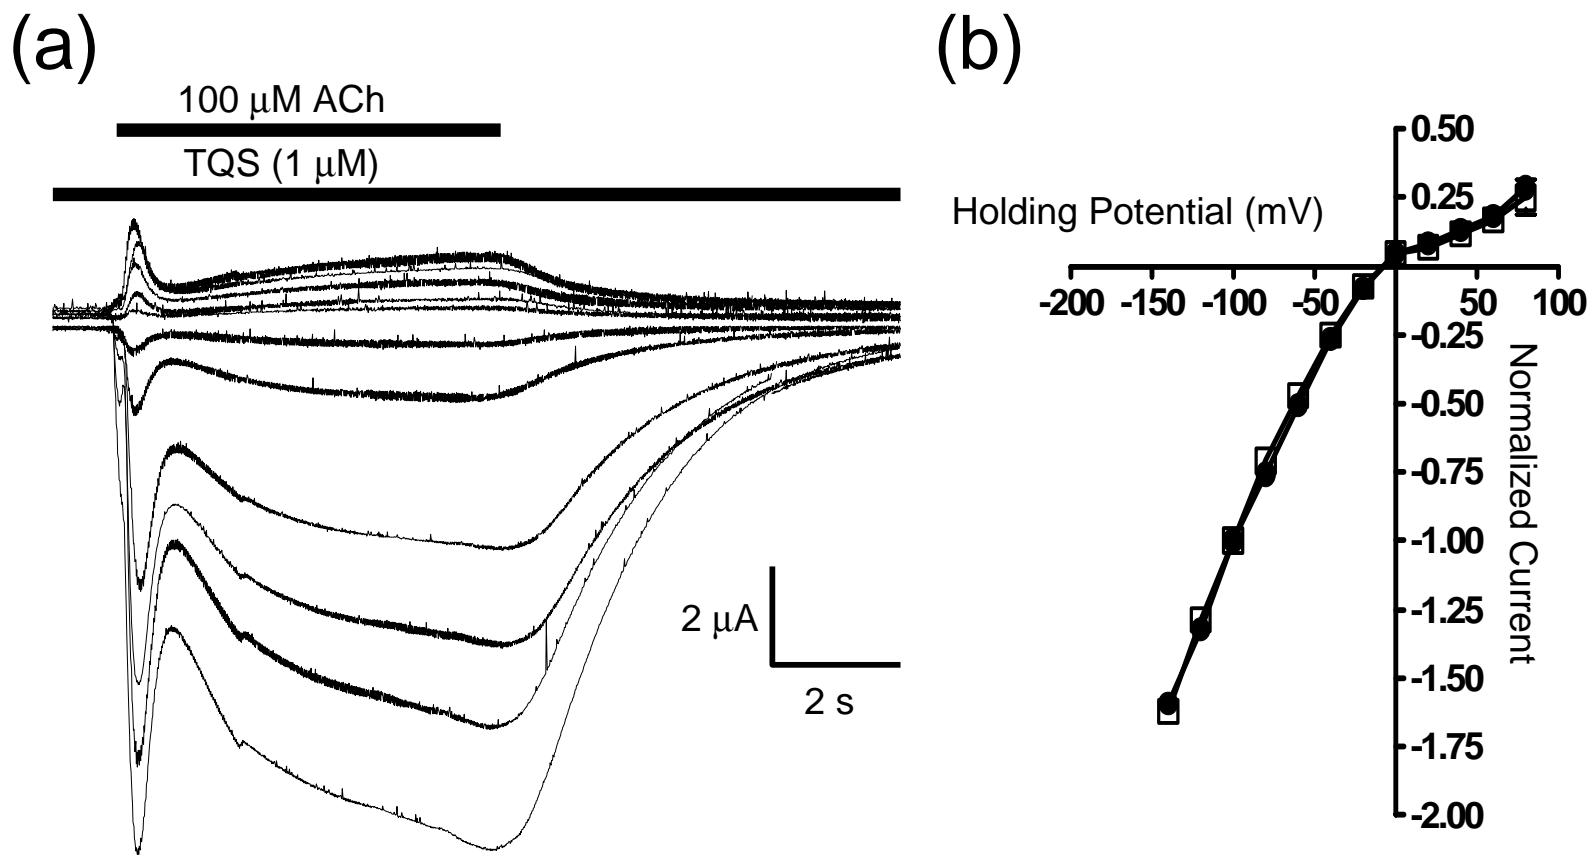 (a)
100 μM ACh
TQS (1 μM)
2 μA
2 s
(b)
Holding Potential (mV)
0.50
0.25
-200 -150 -100 -50 50 100
-0.25
-0.50
-0.75
-1.00
-1.25
-1.50
-1.75
-2.00
Normalized Current